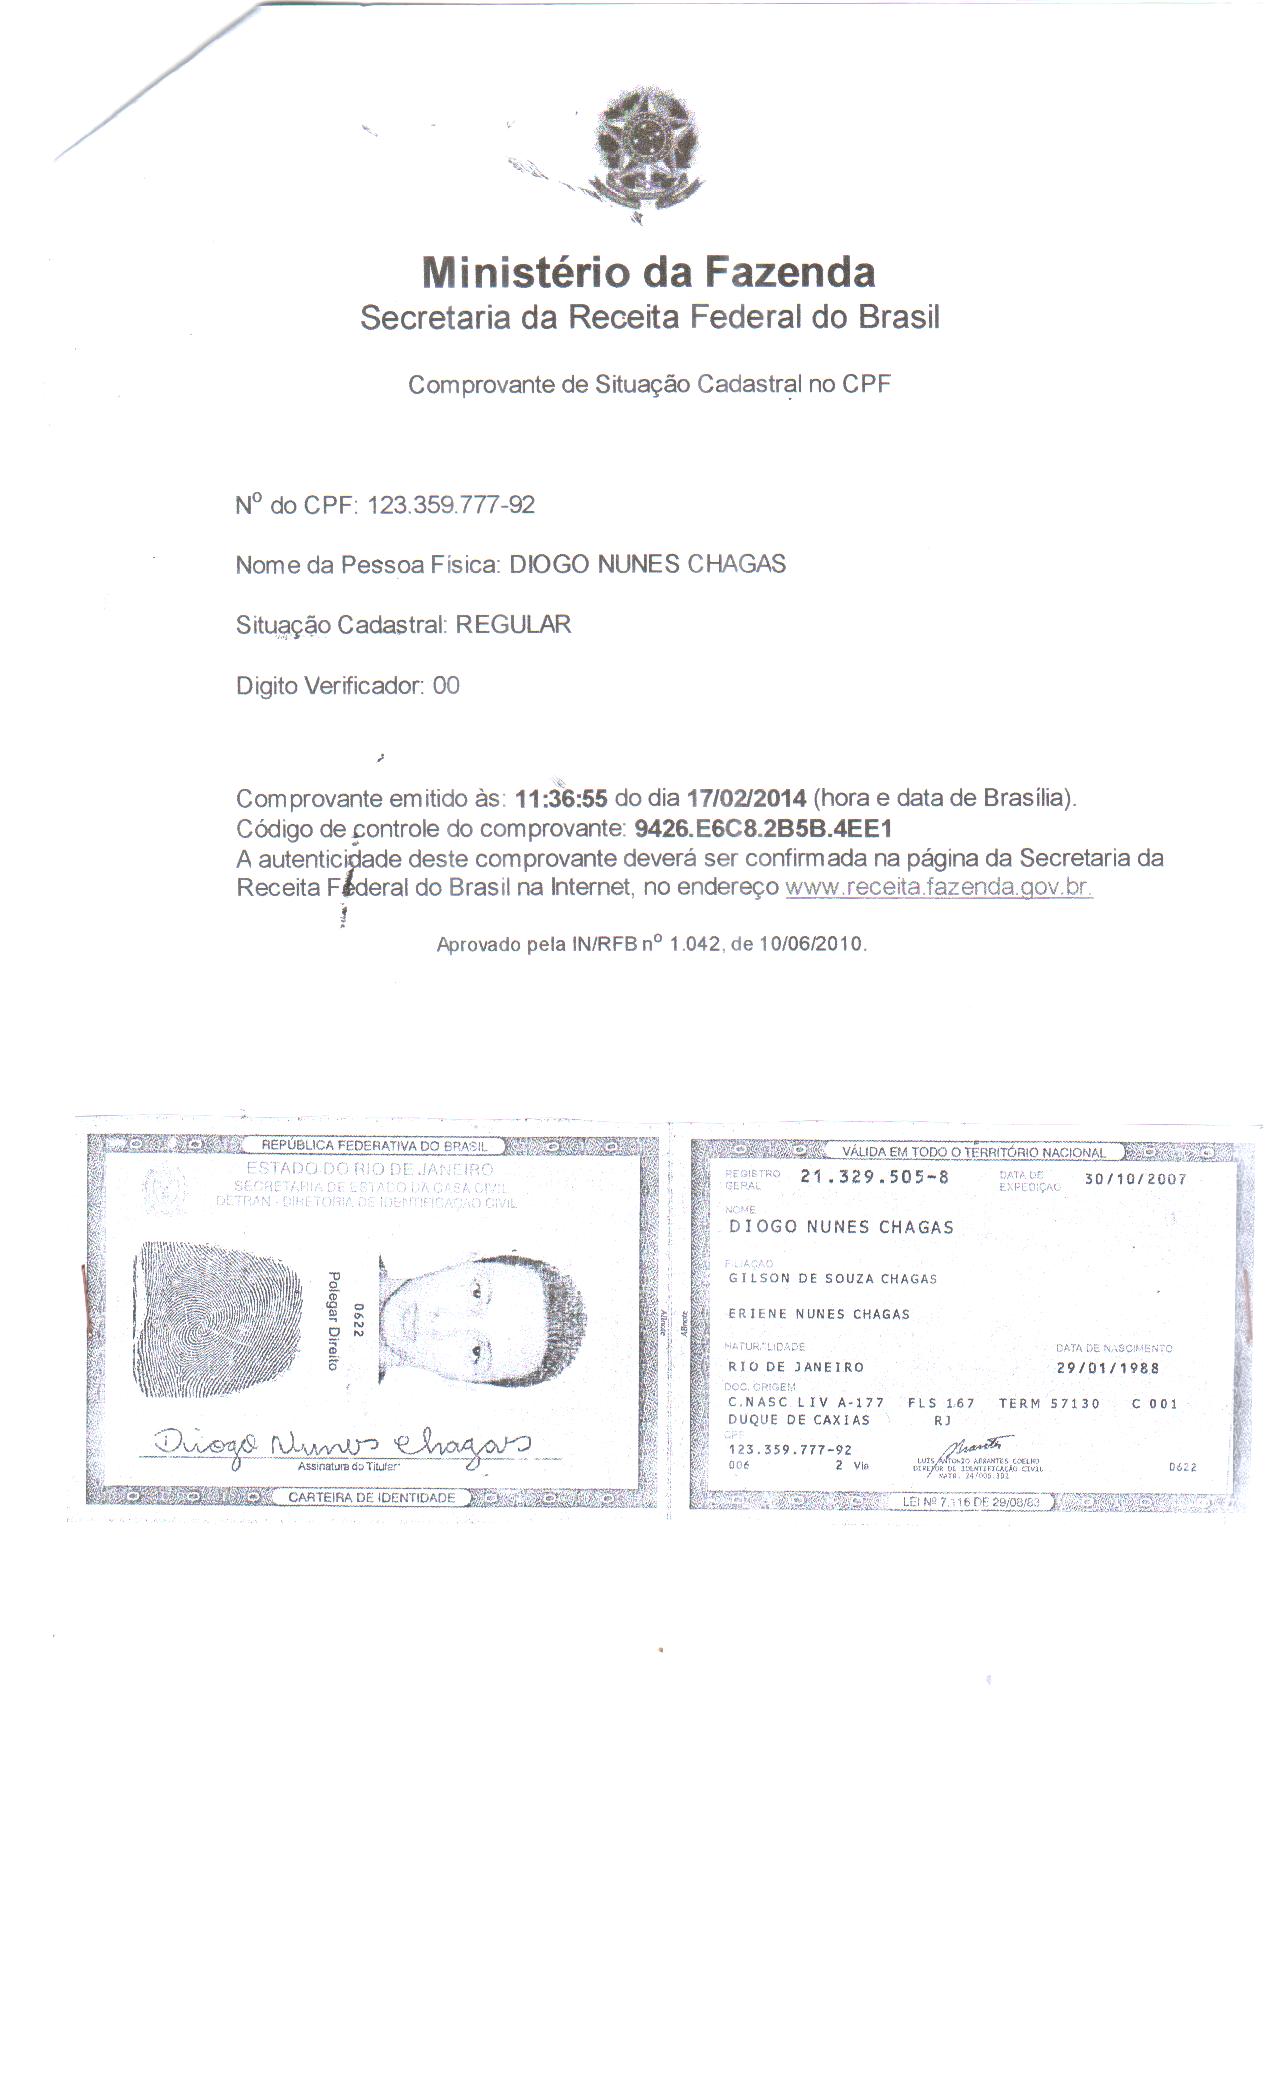 Ministério da Fazenda
Secretaria da Receita Federal do Brasil
Comprovante de Situação Cadastral no CPF
Nº do CPF: 123.359.777-92
Nome da Pessoa Física: DIOGO NUNES CHAGAS
Situação Cadastral: REGULAR
Digito Verificador: 00
Comprovante emitido às: 11:36:55 do dia 17/02/2014 (hora e data de Brasília).
Código de controle do comprovante: 9426.E6C8.2B5B.4EE1
A autenticidade deste comprovante deverá ser confirmada na página da Secretaria da
Receita Federal do Brasil na Internet, no endereço www.receita.fazenda.gov.br.
Aprovado pela IN/RFB nº 1.042, de 10/06/2010.
REPÚBLICA FEDERATIVA DO BRASIL
ESTADO DO RIO DE JANEIRO
SECRETARIA DE ESTADO DA CASA CIVIL
DETRAN - DIRETORIA DE IDENTIFICAÇÃO CIVIL
0622
Polegar Direito
Diogo Nunes Chagas
Assinatura do Titular
CARTEIRA DE IDENTIDADE
VÁLIDA EM TODO O TERRITÓRIO NACIONAL
REGISTRO GERAL 21.329.505-8 DATA DE EXPEDIÇÃO 30/10/2007
NOME
DIOGO NUNES CHAGAS
FILIAÇÃO
GILSON DE SOUZA CHAGAS
ERIENE NUNES CHAGAS
NATURALIDADE DATA DE NASCIMENTO
RIO DE JANEIRO 29/01/1988
DOC. ORIGEM
C.NASC LIV A-177 FLS 167 TERM 57130 C 001
DUQUE DE CAXIAS RJ
CPF
123.359.777-92
006 2 Via
LUIS ANTONIO ARANTES COELHO
DIRETOR DE IDENTIFICAÇÃO CIVIL
0622
LEI Nº 7.116 DE 29/08/83